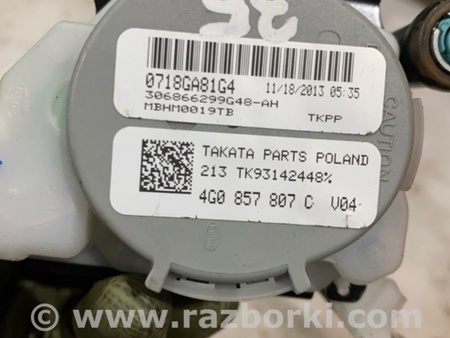 35
0718GA81G4 11/18/2013 05:35
306866299G48-AH
MBHM0019TB TKPP
CAUTION
TAKATA PARTS POLAND
213 TK93142448%
4G0 857 807 C V04
www.razborki.com